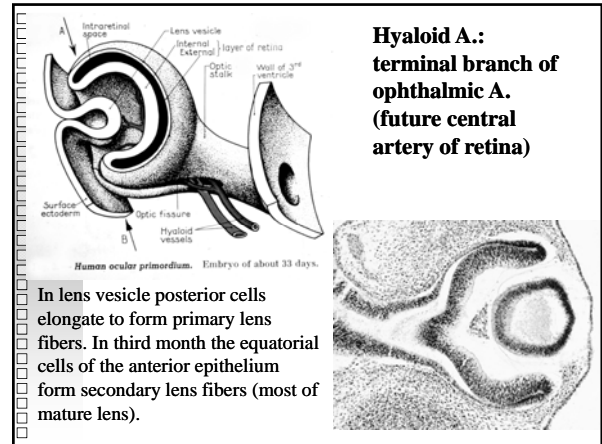 Intraretinal
space
A
Lens vesicle
Internal
External
layer of retina
Optic
stalk
Wall of 3rd
ventricle
Surface
ectoderm
Optic fissure
B
Hyaloid
vessels
Human ocular primordium. Embryo of about 33 days.
Hyaloid A.:
terminal branch of
ophthalmic A.
(future central
artery of retina)
In lens vesicle posterior cells
elongate to form primary lens
fibers. In third month the equatorial
cells of the anterior epithelium
form secondary lens fibers (most of
mature lens).